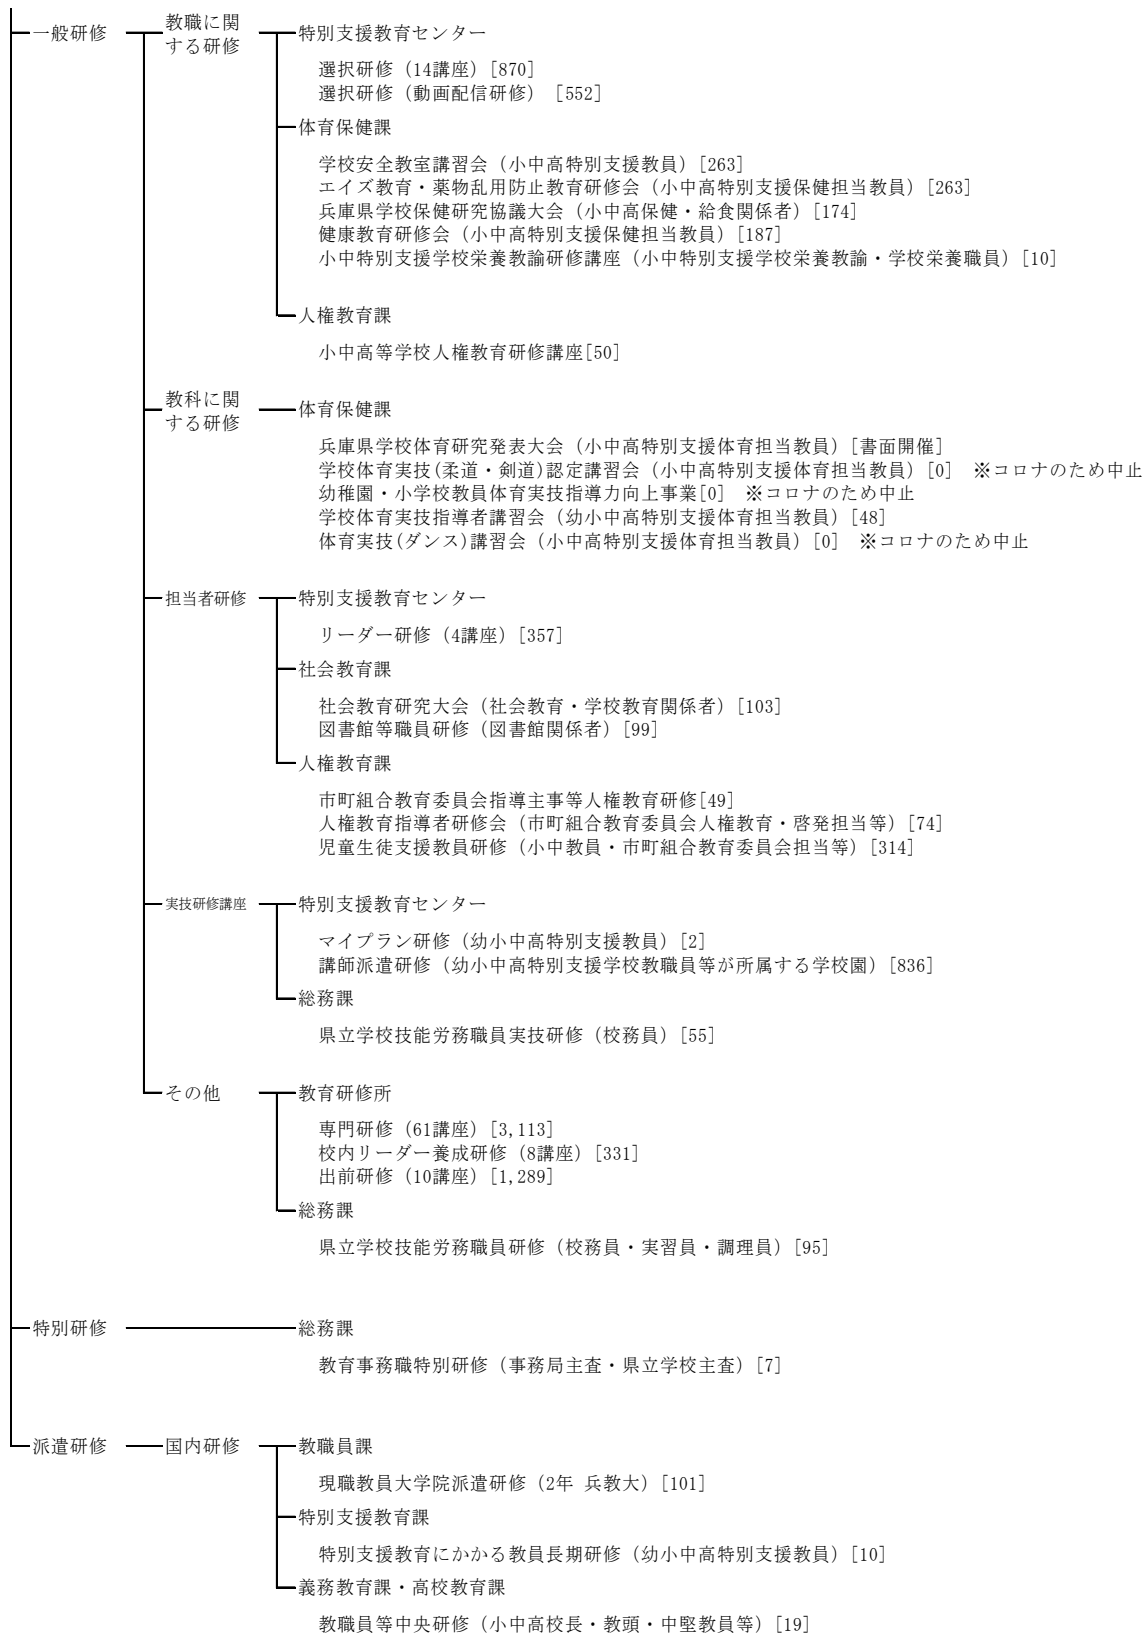 一般研修
教職に関
する研修
特別支援教育センター
選択研修（14講座）[870]
選択研修（動画配信研修） [552]
体育保健課
学校安全教室講習会（小中高特別支援教員）[263]
エイズ教育・薬物乱用防止教育研修会（小中高特別支援保健担当教員）[263]
兵庫県学校保健研究協議大会（小中高保健・給食関係者）[174]
健康教育研修会（小中高特別支援保健担当教員）[187]
小中特別支援学校栄養教諭研修講座（小中特別支援学校栄養教諭・学校栄養職員）[10]
人権教育課
小中高等学校人権教育研修講座[50]
教科に関
する研修
体育保健課
兵庫県学校体育研究発表大会（小中高特別支援体育担当教員）[書面開催]
学校体育実技(柔道・剣道)認定講習会（小中高特別支援体育担当教員）[0] ※コロナのため中止
幼稚園・小学校教員体育実技指導力向上事業[0] ※コロナのため中止
学校体育実技指導者講習会（幼小中高特別支援体育担当教員）[48]
体育実技(ダンス)講習会（小中高特別支援体育担当教員）[0] ※コロナのため中止
担当者研修
特別支援教育センター
リーダー研修（4講座）[357]
社会教育課
社会教育研究大会（社会教育・学校教育関係者）[103]
図書館等職員研修（図書館関係者）[99]
人権教育課
市町組合教育委員会指導主事等人権教育研修[49]
人権教育指導者研修会（市町組合教育委員会人権教育・啓発担当等）[74]
児童生徒支援教員研修（小中教員・市町組合教育委員会担当等）[314]
実技研修講座
特別支援教育センター
マイプラン研修（幼小中高特別支援教員）[2]
講師派遣研修（幼小中高特別支援学校教職員等が所属する学校園）[836]
総務課
県立学校技能労務職員実技研修（校務員）[55]
その他
教育研修所
専門研修（61講座）[3,113]
校内リーダー養成研修（8講座）[331]
出前研修（10講座）[1,289]
総務課
県立学校技能労務職員研修（校務員・実習員・調理員）[95]
特別研修
総務課
教育事務職特別研修（事務局主査・県立学校主査）[7]
派遣研修
国内研修
教職員課
現職教員大学院派遣研修（2年 兵教大）[101]
特別支援教育課
特別支援教育にかかる教員長期研修（幼小中高特別支援教員）[10]
義務教育課・高校教育課
教職員等中央研修（小中高校長・教頭・中堅教員等）[19]